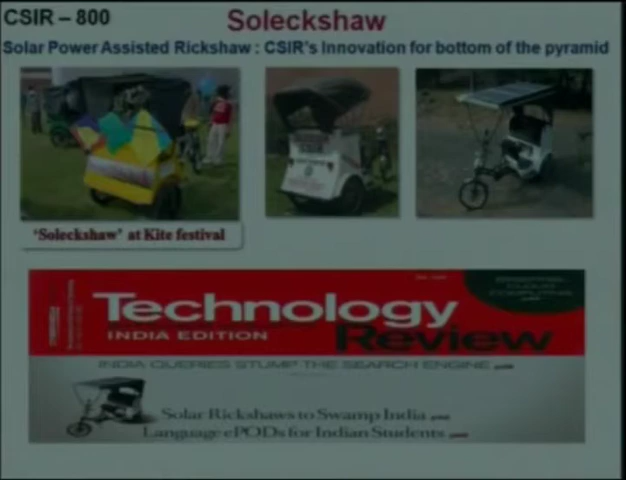 CSIR – 800
Soleckshaw
Solar Power Assisted Rickshaw : CSIR's Innovation for bottom of the pyramid
'Soleckshaw' at Kite festival
Technology
INDIA EDITION
Review
INDIA QUERIES STUMP THE SEARCH ENGINE
Solar Rickshaws to Swamp India
Language ePODs for Indian Students